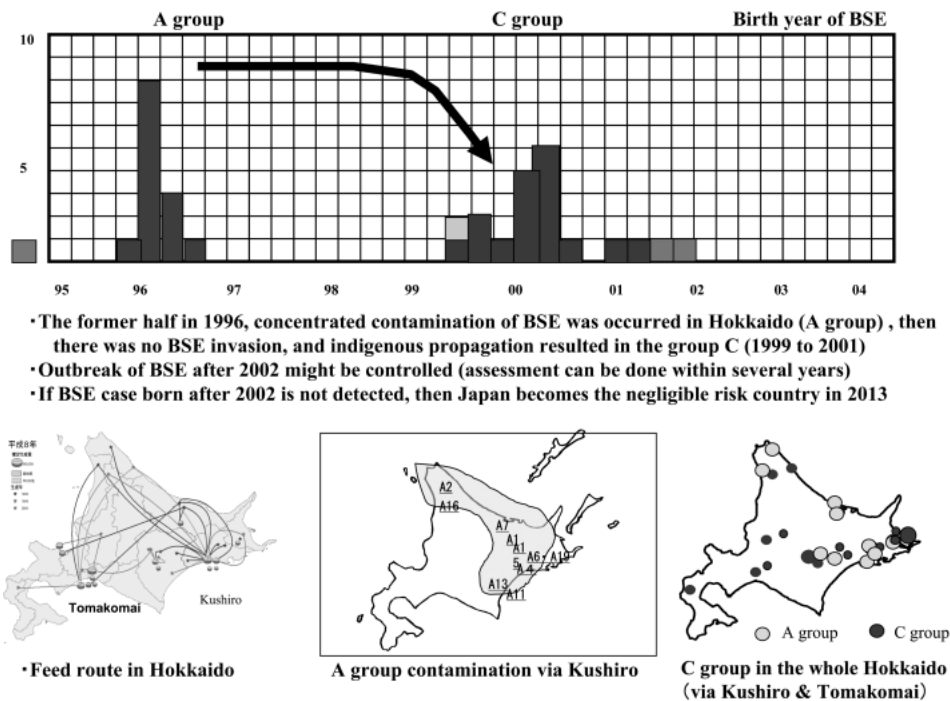 A group
C group
Birth year of BSE
10
5
95 96 97 98 99 00 01 02 03 04
・The former half in 1996, concentrated contamination of BSE was occurred in Hokkaido (A group) , then
there was no BSE invasion, and indigenous propagation resulted in the group C (1999 to 2001)
・Outbreak of BSE after 2002 might be controlled (assessment can be done within several years)
・If BSE case born after 2002 is not detected, then Japan becomes the negligible risk country in 2013
平成8年
Tomakomai
Kushiro
・Feed route in Hokkaido
A2
A16
A7
A1
A1
5
A6
A19
A 4
A13
A11
A group contamination via Kushiro
A group
C group
C group in the whole Hokkaido
（via Kushiro & Tomakomai）